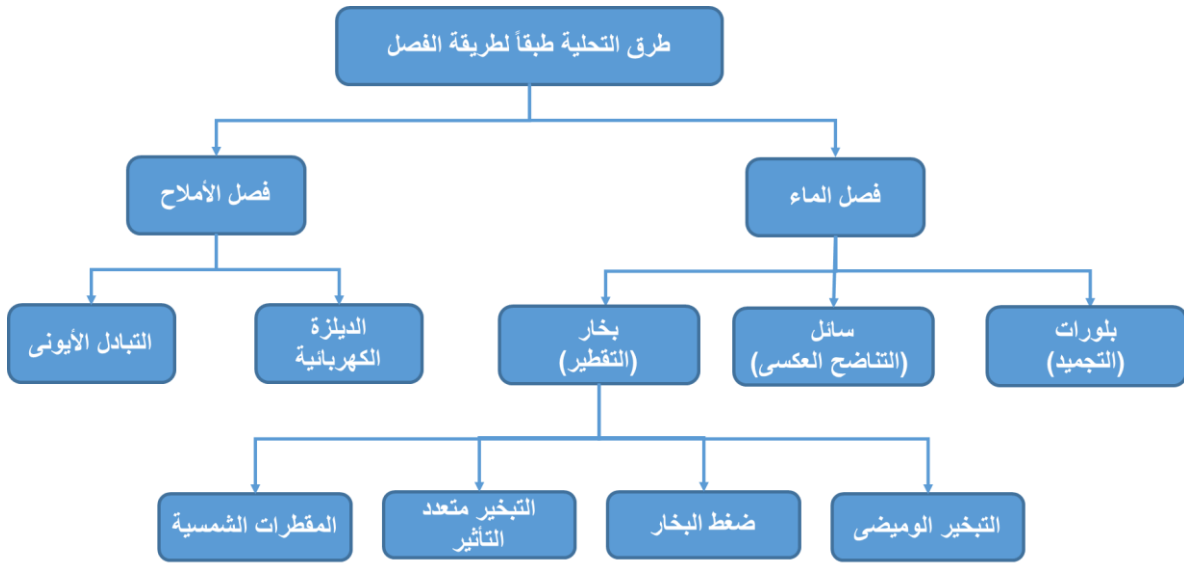 طرق التحلية طبقاً لطريقة الفصل
فصل الماء
فصل الأملاح
بلورات
(التجميد)
سائل
(التناضح العكسى)
بخار
(التقطير)
الديلزة
الكهربائية
التبادل الأيونى
التبخير الوميضى
ضغط البخار
التبخير متعدد
التأثير
المقطرات الشمسية